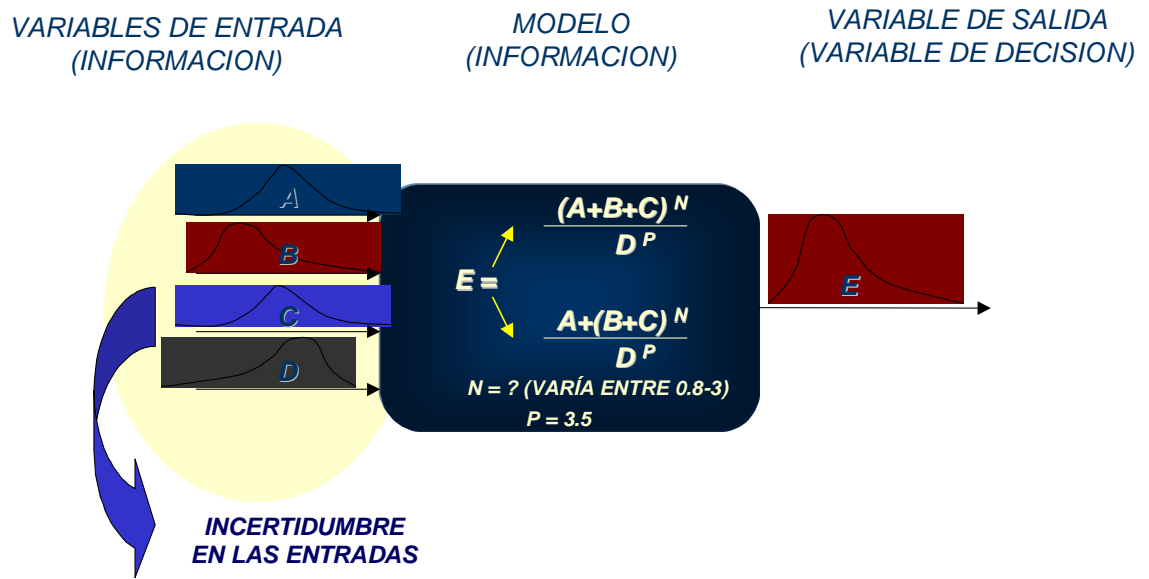 VARIABLES DE ENTRADA
(INFORMACION)
MODELO
(INFORMACION)
VARIABLE DE SALIDA
(VARIABLE DE DECISION)
A
B
C
D
E =
(A+B+C) N
D P
A+(B+C) N
D P
N = ? (VARÍA ENTRE 0.8-3)
P = 3.5
E
INCERTIDUMBRE
EN LAS ENTRADAS